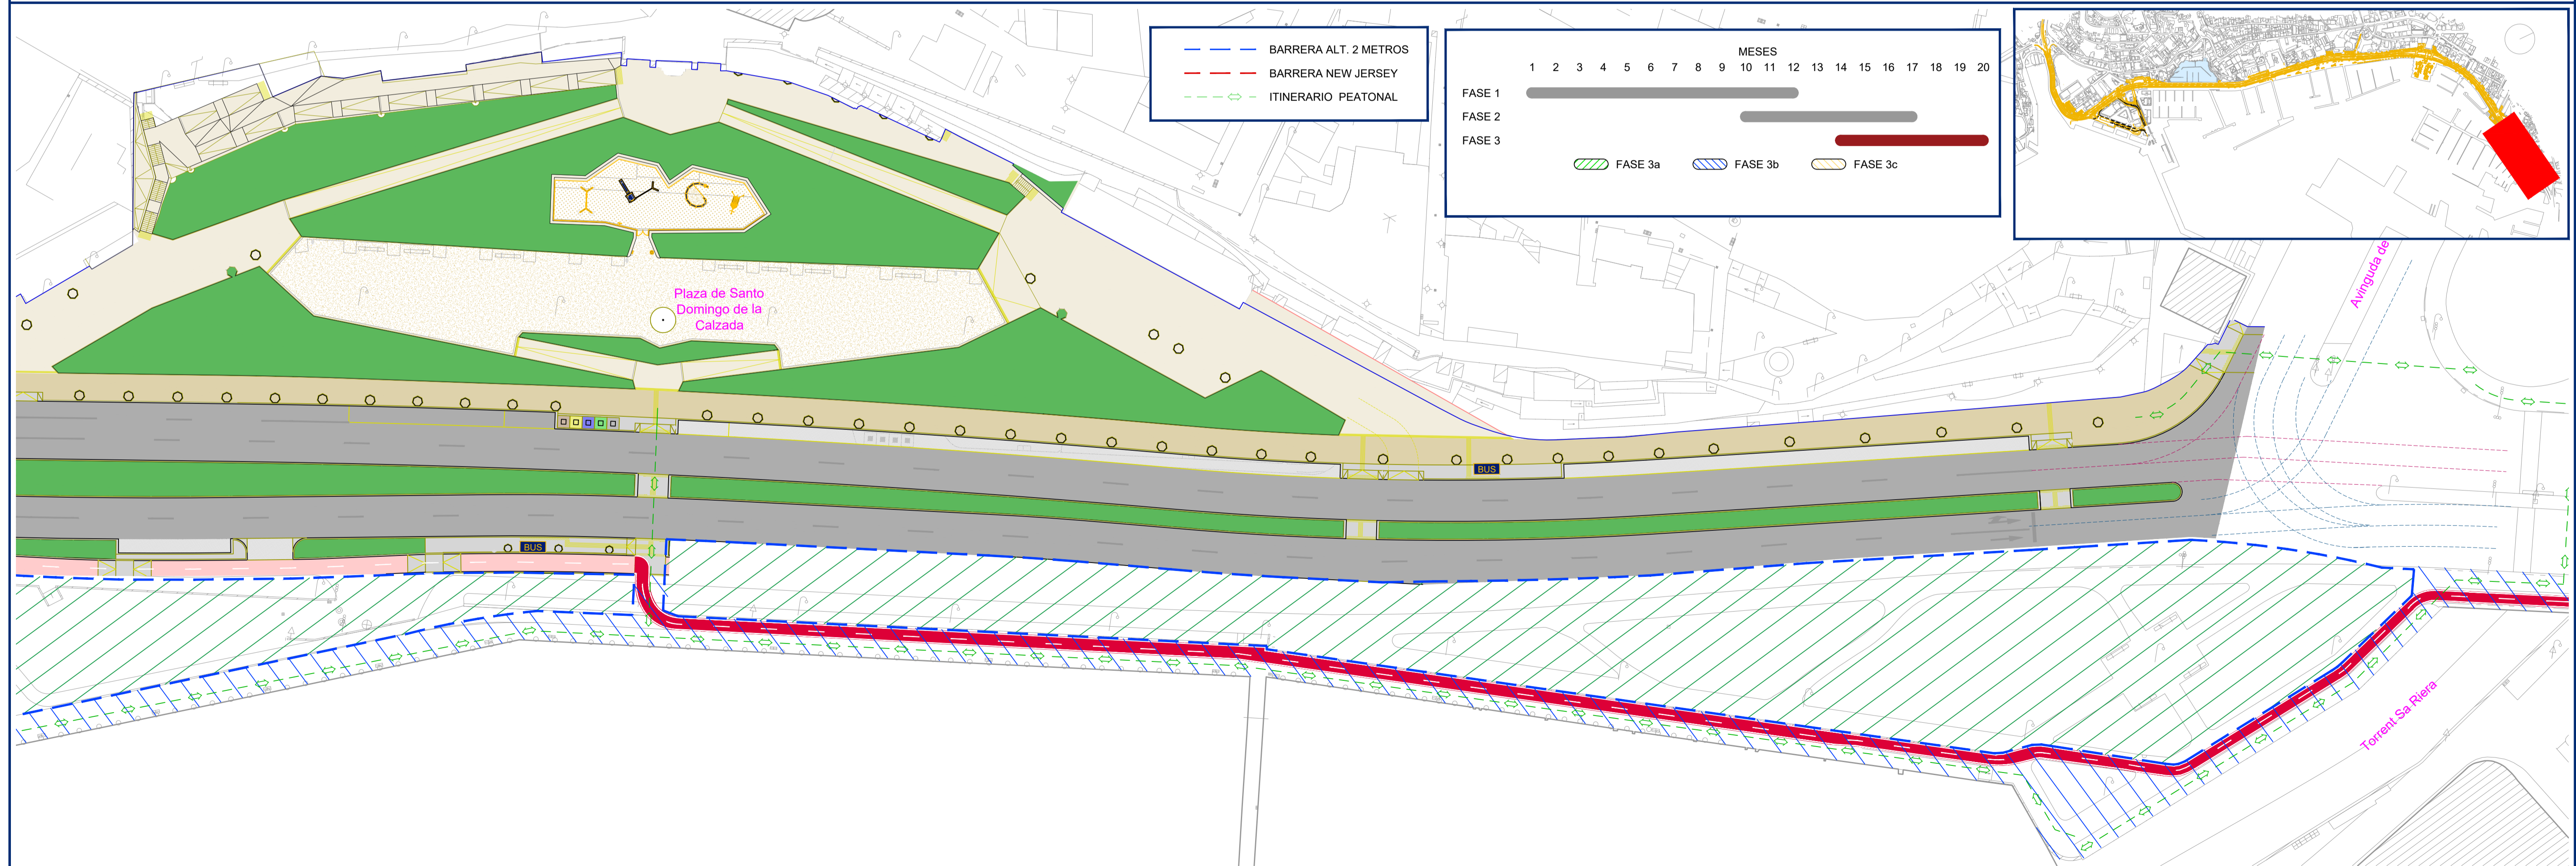 BARRERA ALT. 2 METROS
BARRERA NEW JERSEY
ITINERARIO PEATONAL
MESES
1 2 3 4 5 6 7 8 9 10 11 12 13 14 15 16 17 18 19 20
FASE 1
FASE 2
FASE 3
FASE 3a FASE 3b FASE 3c
Plaza de Santo
Domingo de la
Calzada
Avinguda de
BUS
BUS
Torrent Sa Riera